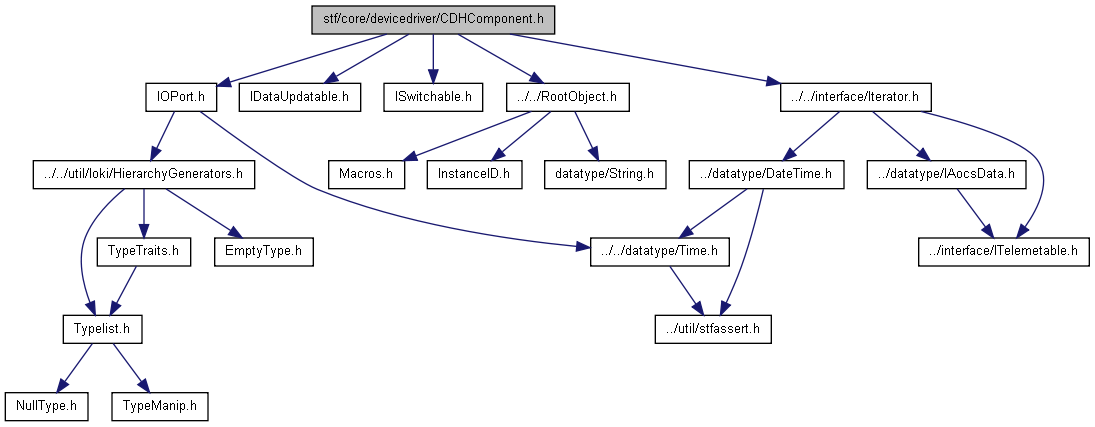 stf/core/devicedriver/CDHComponent.h
IOPort.h
IDataUpdatable.h
ISwitchable.h
../../RootObject.h
../../interface/Iterator.h
../../util/loki/HierarchyGenerators.h
Macros.h
InstanceID.h
datatype/String.h
../datatype/DateTime.h
../datatype/IAocsData.h
TypeTraits.h
EmptyType.h
../../datatype/Time.h
../interface/ITelemetable.h
Typelist.h
../util/stfassert.h
NullType.h
TypeManip.h